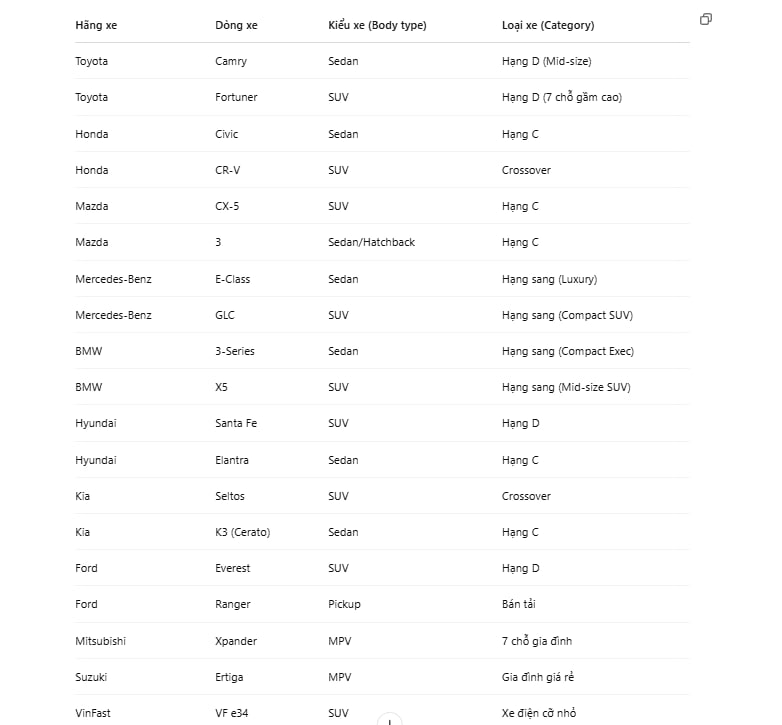 Hãng xe Dòng xe Kiểu xe (Body type) Loại xe (Category)
Toyota Camry Sedan Hạng D (Mid-size)
Toyota Fortuner SUV Hạng D (7 chỗ gầm cao)
Honda Civic Sedan Hạng C
Honda CR-V SUV Crossover
Mazda CX-5 SUV Hạng C
Mazda 3 Sedan/Hatchback Hạng C
Mercedes-Benz E-Class Sedan Hạng sang (Luxury)
Mercedes-Benz GLC SUV Hạng sang (Compact SUV)
BMW 3-Series Sedan Hạng sang (Compact Exec)
BMW X5 SUV Hạng sang (Mid-size SUV)
Hyundai Santa Fe SUV Hạng D
Hyundai Elantra Sedan Hạng C
Kia Seltos SUV Crossover
Kia K3 (Cerato) Sedan Hạng C
Ford Everest SUV Hạng D
Ford Ranger Pickup Bán tải
Mitsubishi Xpander MPV 7 chỗ gia đình
Suzuki Ertiga MPV Gia đình giá rẻ
VinFast VF e34 SUV Xe điện cỡ nhỏ